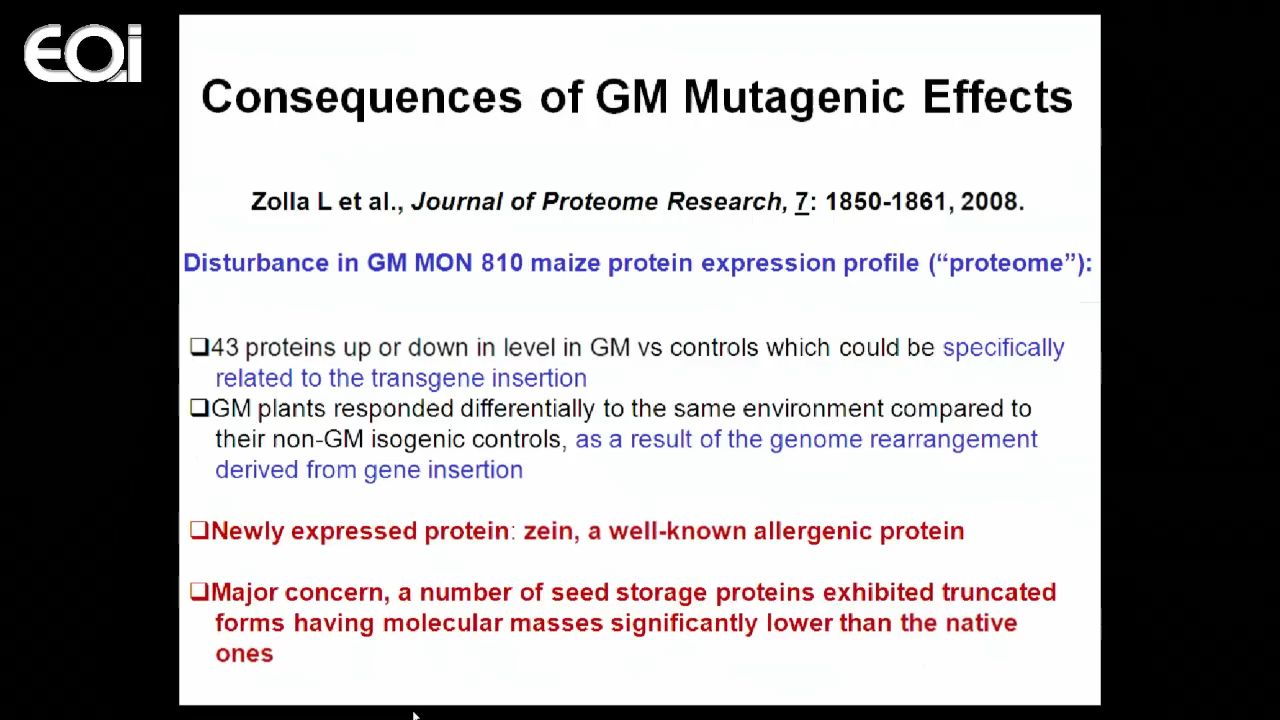 EOi
Consequences of GM Mutagenic Effects
Zolla L et al., Journal of Proteome Research, 7: 1850-1861, 2008.
Disturbance in GM MON 810 maize protein expression profile (“proteome”):
❑43 proteins up or down in level in GM vs controls which could be specifically
related to the transgene insertion
❑GM plants responded differentially to the same environment compared to
their non-GM isogenic controls, as a result of the genome rearrangement
derived from gene insertion
❑Newly expressed protein: zein, a well-known allergenic protein
❑Major concern, a number of seed storage proteins exhibited truncated
forms having molecular masses significantly lower than the native
ones